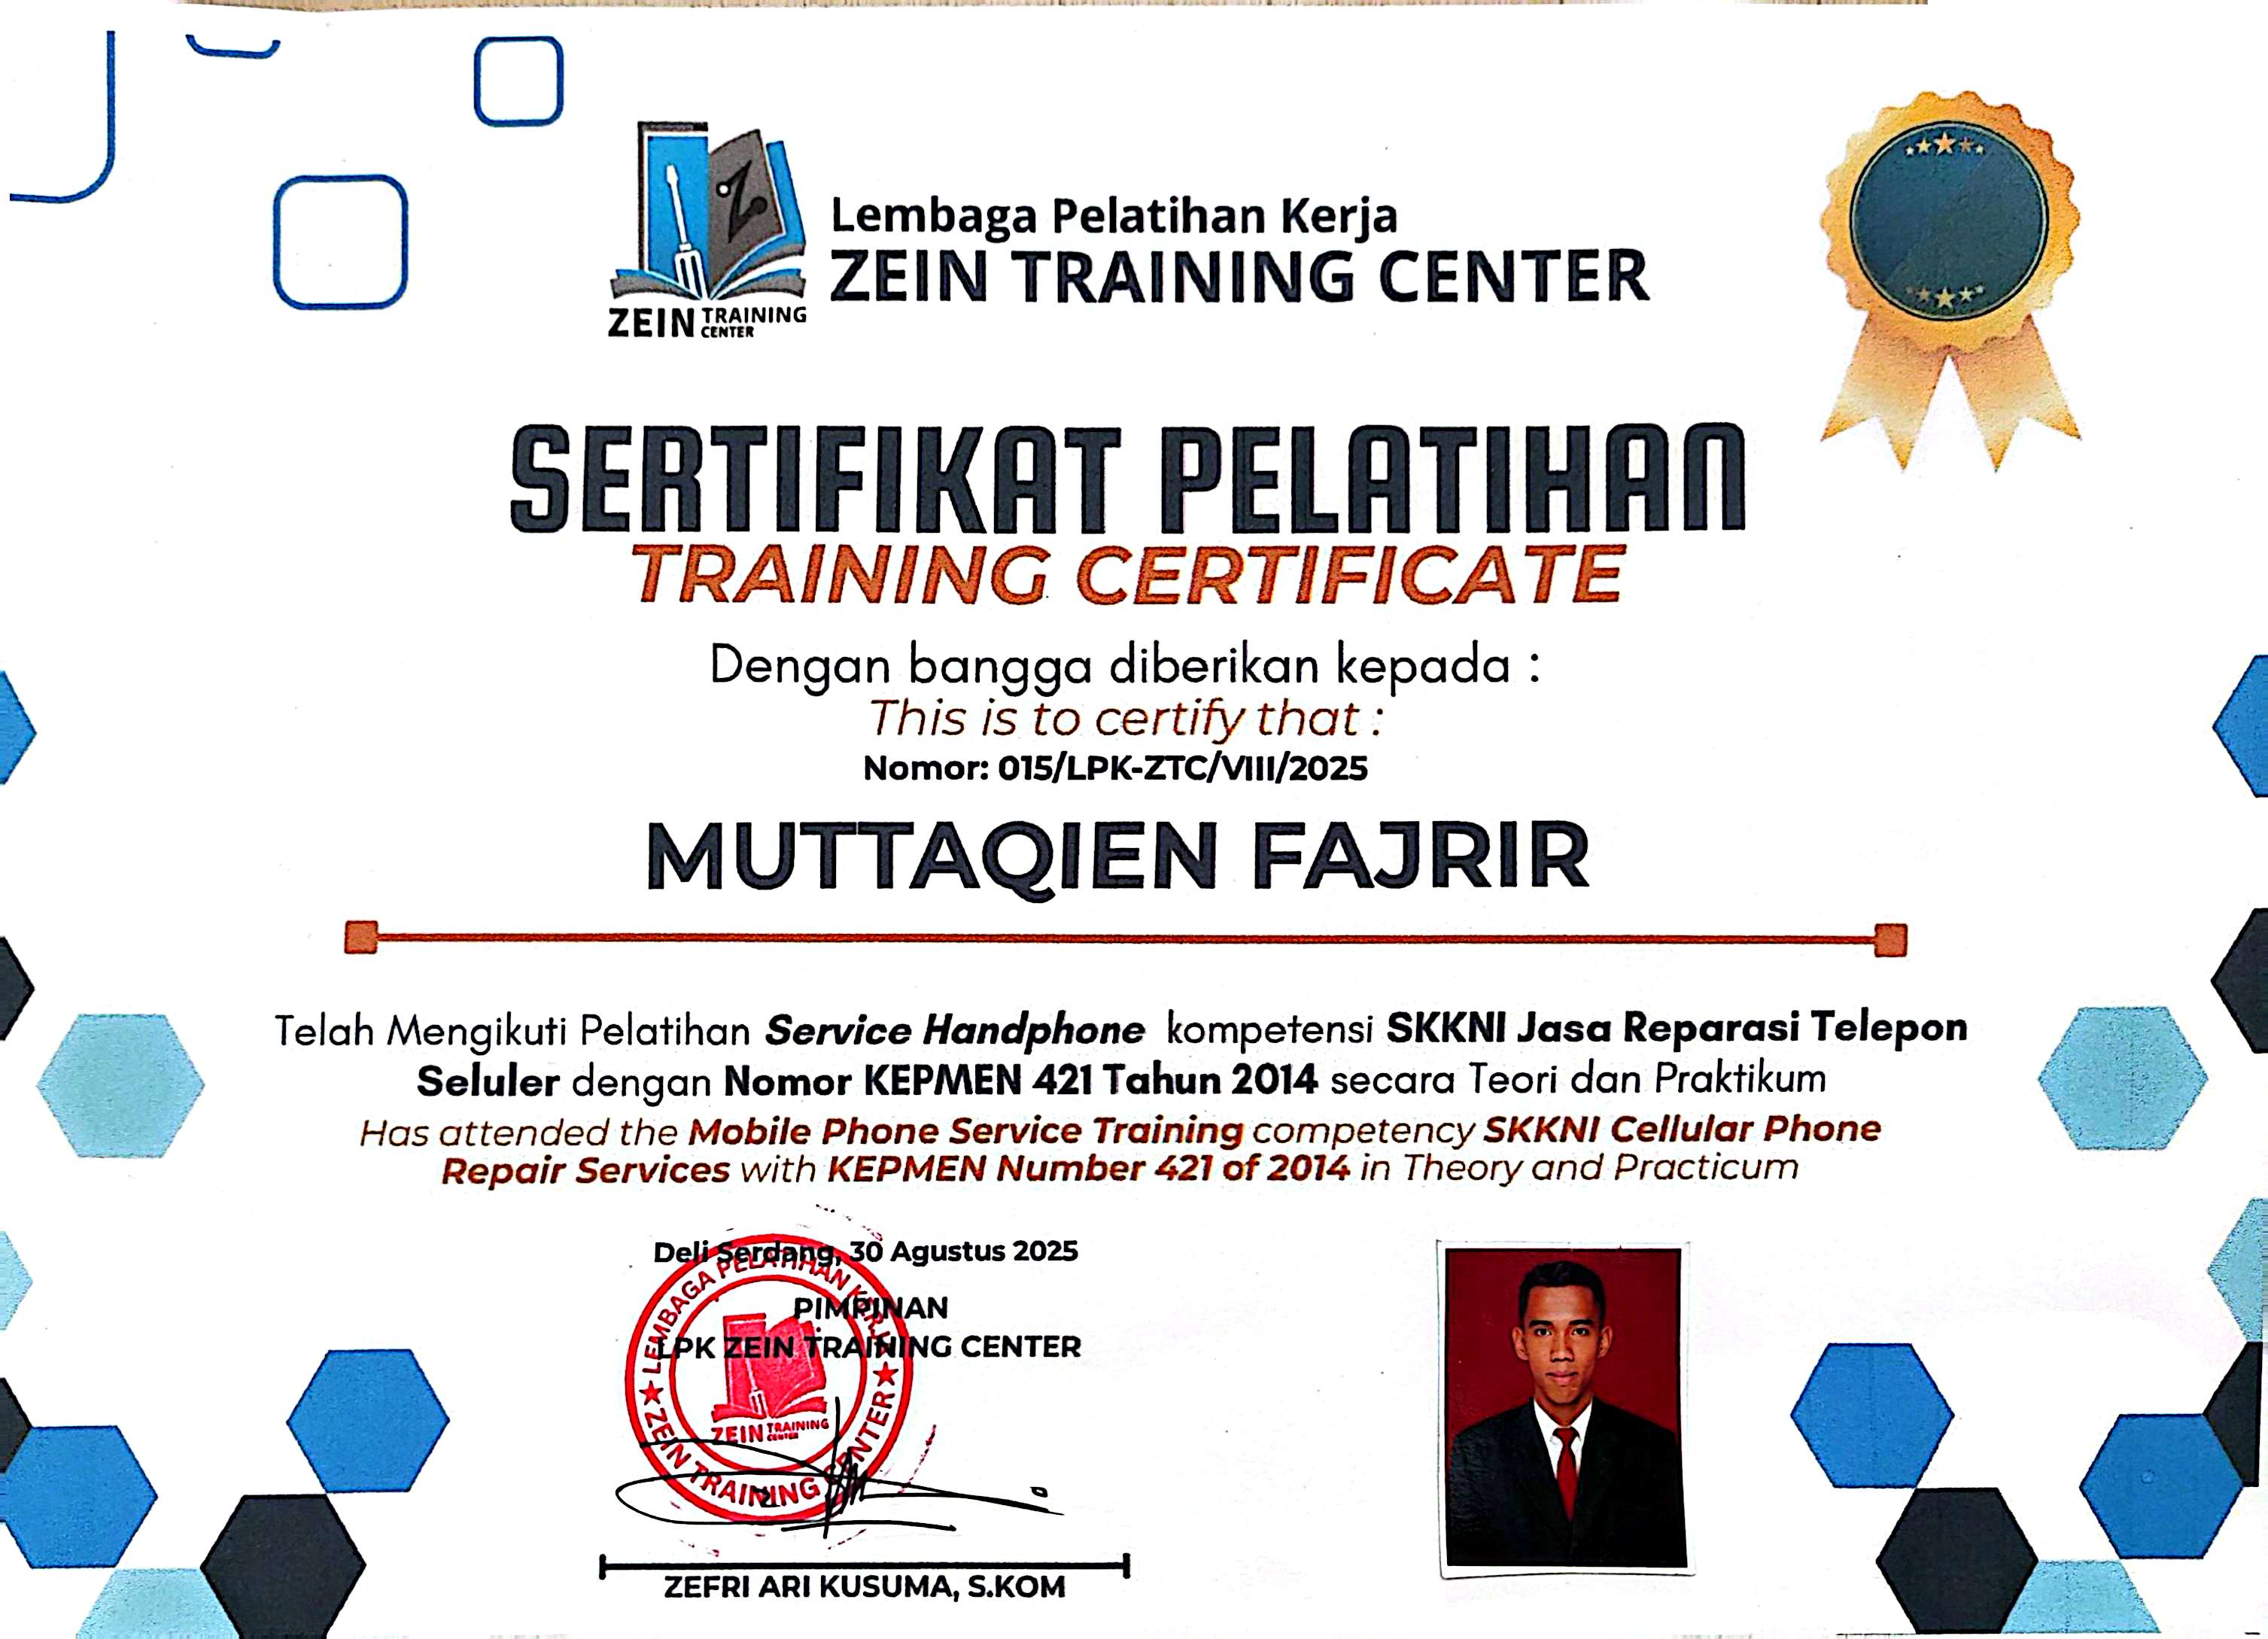 Lembaga Pelatihan Kerja
ZEIN TRAINING CENTER
ZEIN TRAINING CENTER
SERTIFIKAT PELATIHAN
TRAINING CERTIFICATE
Dengan bangga diberikan kepada :
This is to certify that :
Nomor: 015/LPK-ZTC/VIII/2025
MUTTAQIEN FAJRIR
Telah Mengikuti Pelatihan Service Handphone kompetensi SKKNI Jasa Reparasi Telepon
Seluler dengan Nomor KEPMEN 421 Tahun 2014 secara Teori dan Praktikum
Has attended the Mobile Phone Service Training competency SKKNI Cellular Phone
Repair Services with KEPMEN Number 421 of 2014 in Theory and Practicum
Deli Serdang, 30 Agustus 2025
PIMPINAN
LPK ZEIN TRAINING CENTER
LEMBAGA PELATIHAN KERJA
ZEIN TRAINING CENTER
ZEIN TRAINING CENTER
ZEFRI ARI KUSUMA, S.KOM